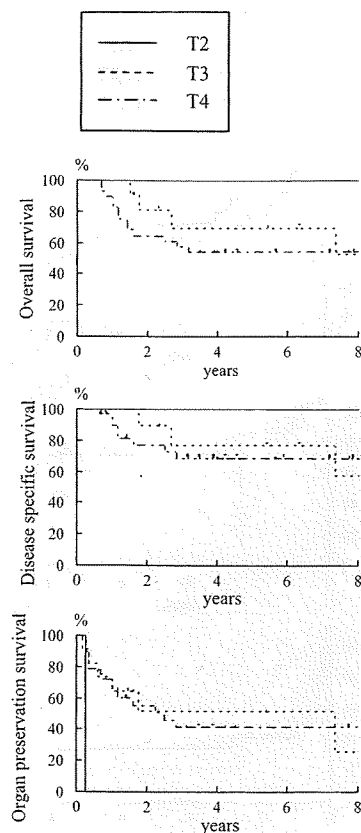 T2
T3
T4
%
Overall survival
100
80
60
40
20
0
0 2 4 6 8
years
%
Disease specific survival
100
80
60
40
20
0
0 2 4 6 8
years
%
Organ preservation survival
100
80
60
40
20
0
0 2 4 6 8
years